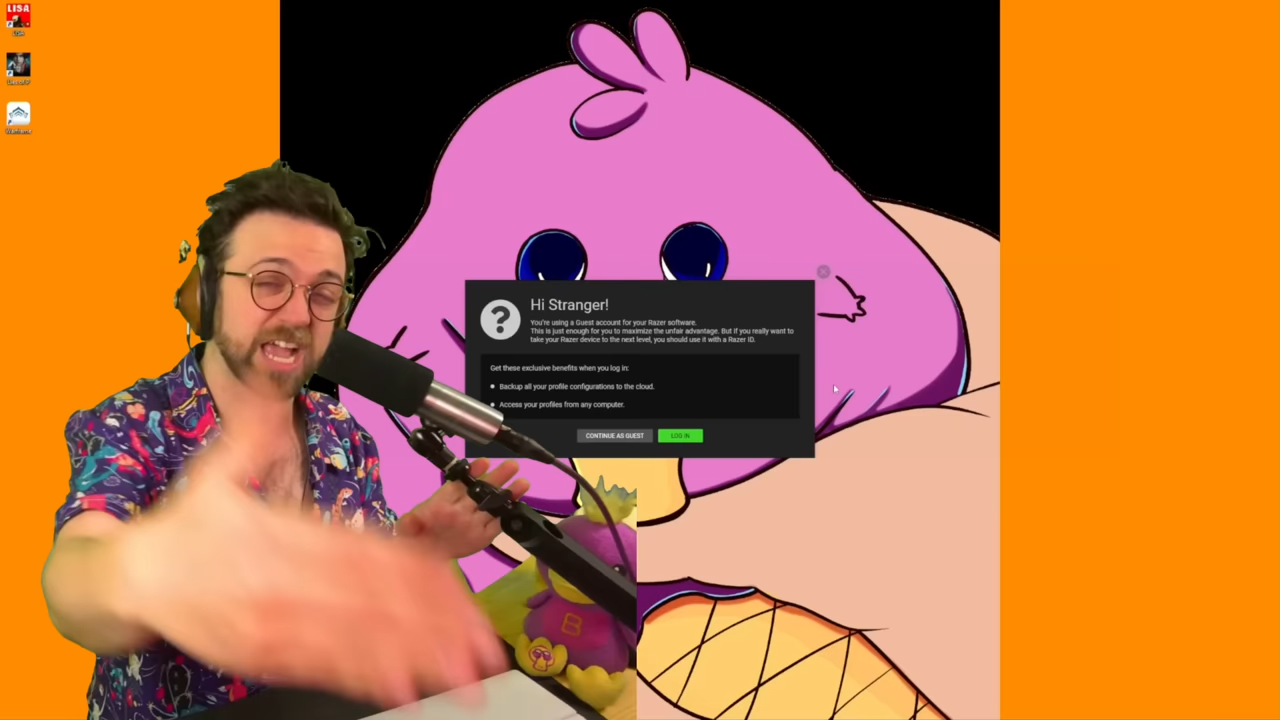 LISA
LISA
Warframe
Hi Stranger!
You're using a Guest account for your Razer software.
This is just enough for you to maximize the unfair advantage. But if you really want to
take your Razer device to the next level, you should use it with a Razer ID.
Get these exclusive benefits when you log in:
Backup all your profile configurations to the cloud.
Access your profiles from any computer.
CONTINUE AS GUEST
LOG IN
B